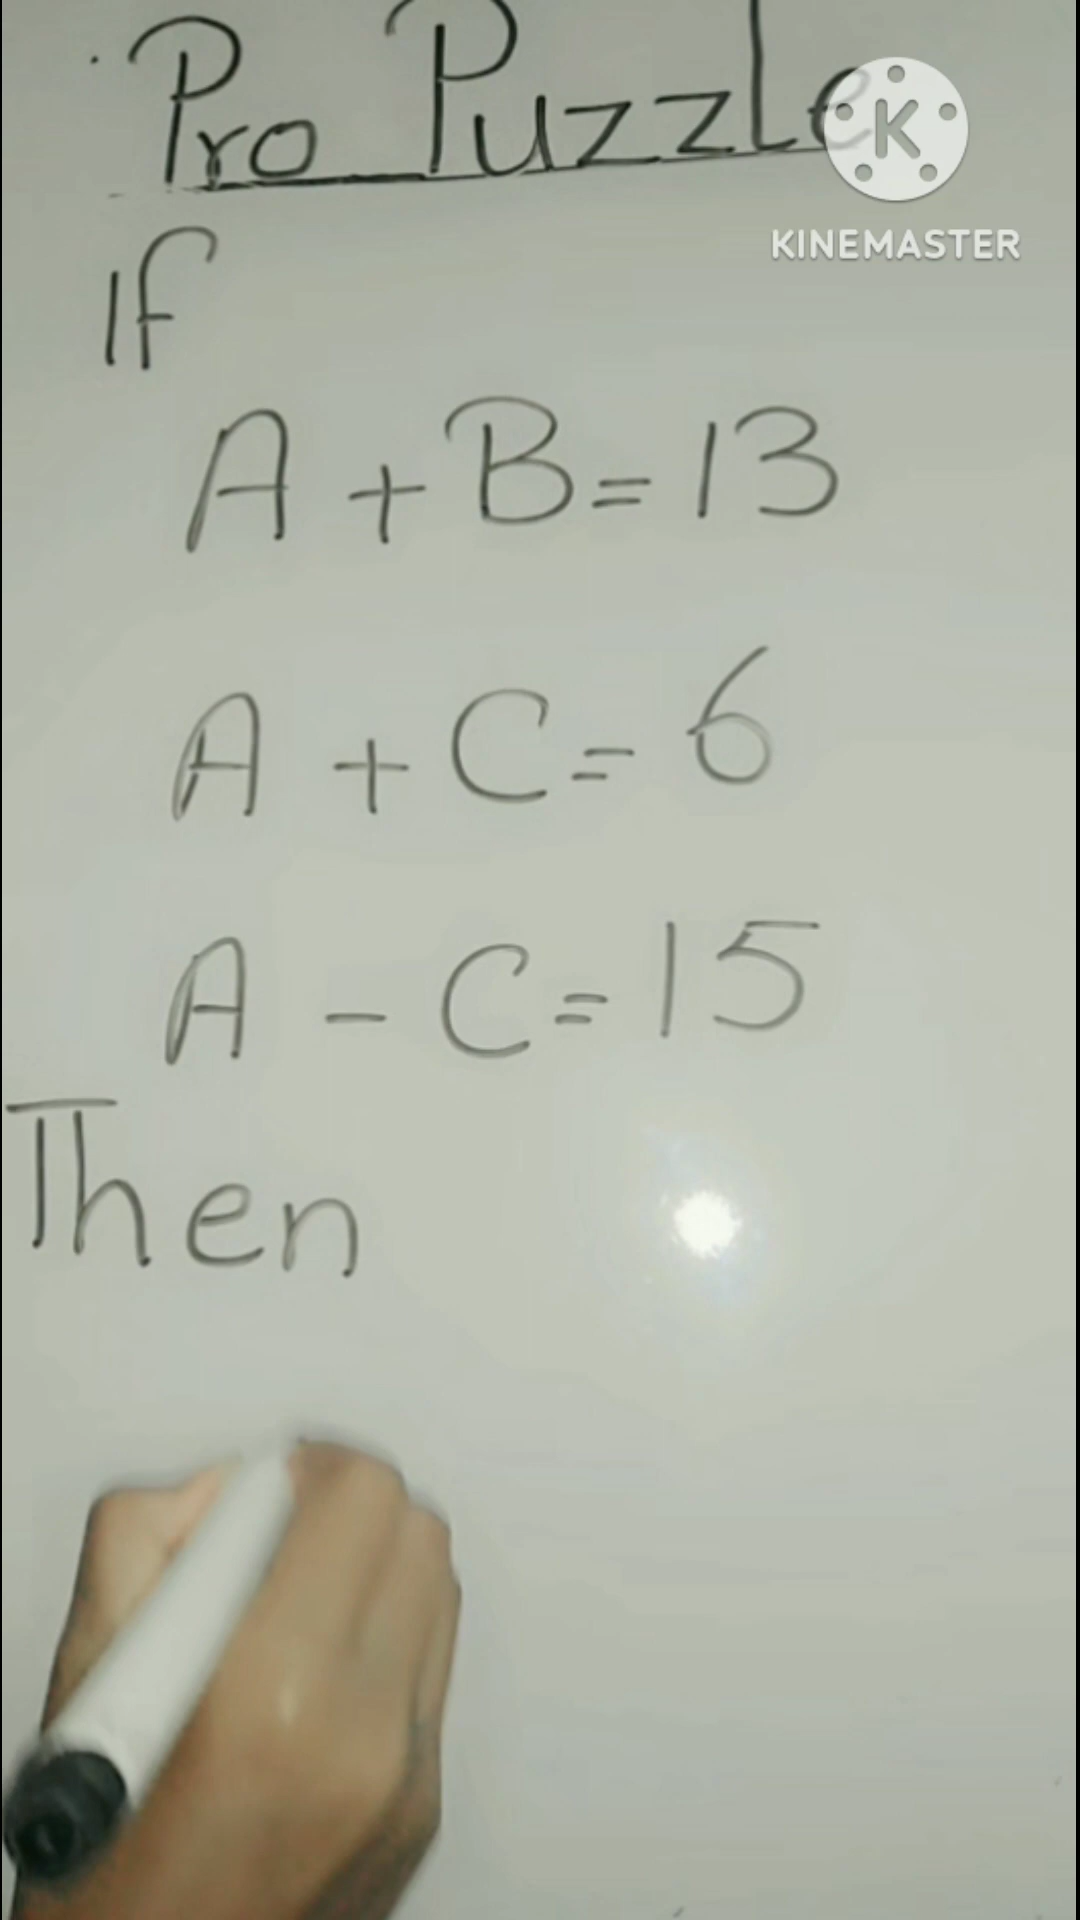 Pro Puzzle
K
KINEMASTER
If
A + B = 13
A + C = 6
A - C = 15
Then